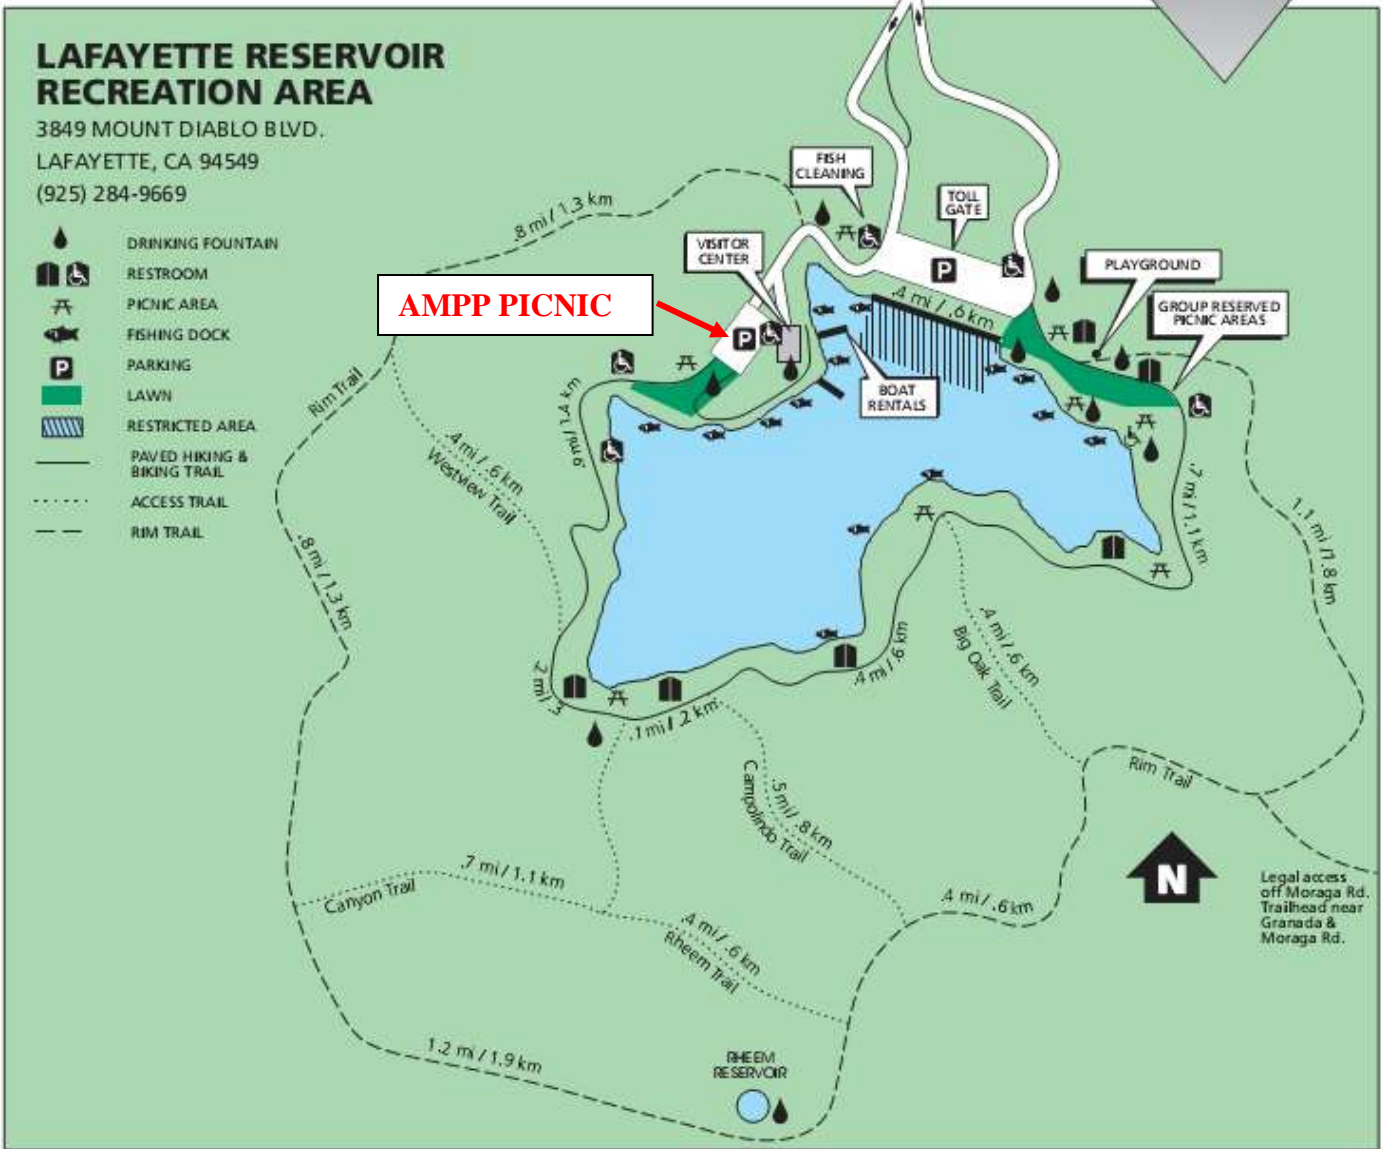 LAFAYETTE RESERVOIR
RECREATION AREA
3849 MOUNT DIABLO BLVD.
LAFAYETTE, CA 94549
(925) 284-9669
DRINKING FOUNTAIN
RESTROOM
PICNIC AREA
FISHING DOCK
P
PARKING
LAWN
RESTRICTED AREA
PAVED HIKING &
BIKING TRAIL
ACCESS TRAIL
RIM TRAIL
FISH
CLEANING
TOLL
GATE
VISITOR
CENTER
PLAYGROUND
GROUP RESERVED
PICNIC AREAS
AMPP PICNIC
P
P
BOAT
RENTALS
.8 mi / 1.3 km
.4 mi / .6 km
Rim Trail
.9 mi / 1.4 km
.4 mi / .6 km
Westview Trail
.7 mi / 1.1 km
1.1 mi / 1.8 km
.8 mi / 1.3 km
.2 mi / .3
.1 mi / .2 km
.4 mi / .6 km
.4 mi / .6 km
Big Oak Trail
.5 mi / .8 km
Campolindo Trail
Rim Trail
.7 mi / 1.1 km
Canyon Trail
.4 mi / .6 km
Rheem Trail
.4 mi / .6 km
N
Legal access
off Moraga Rd.
Trailhead near
Granada &
Moraga Rd.
1.2 mi / 1.9 km
RHEEM
RESERVOIR